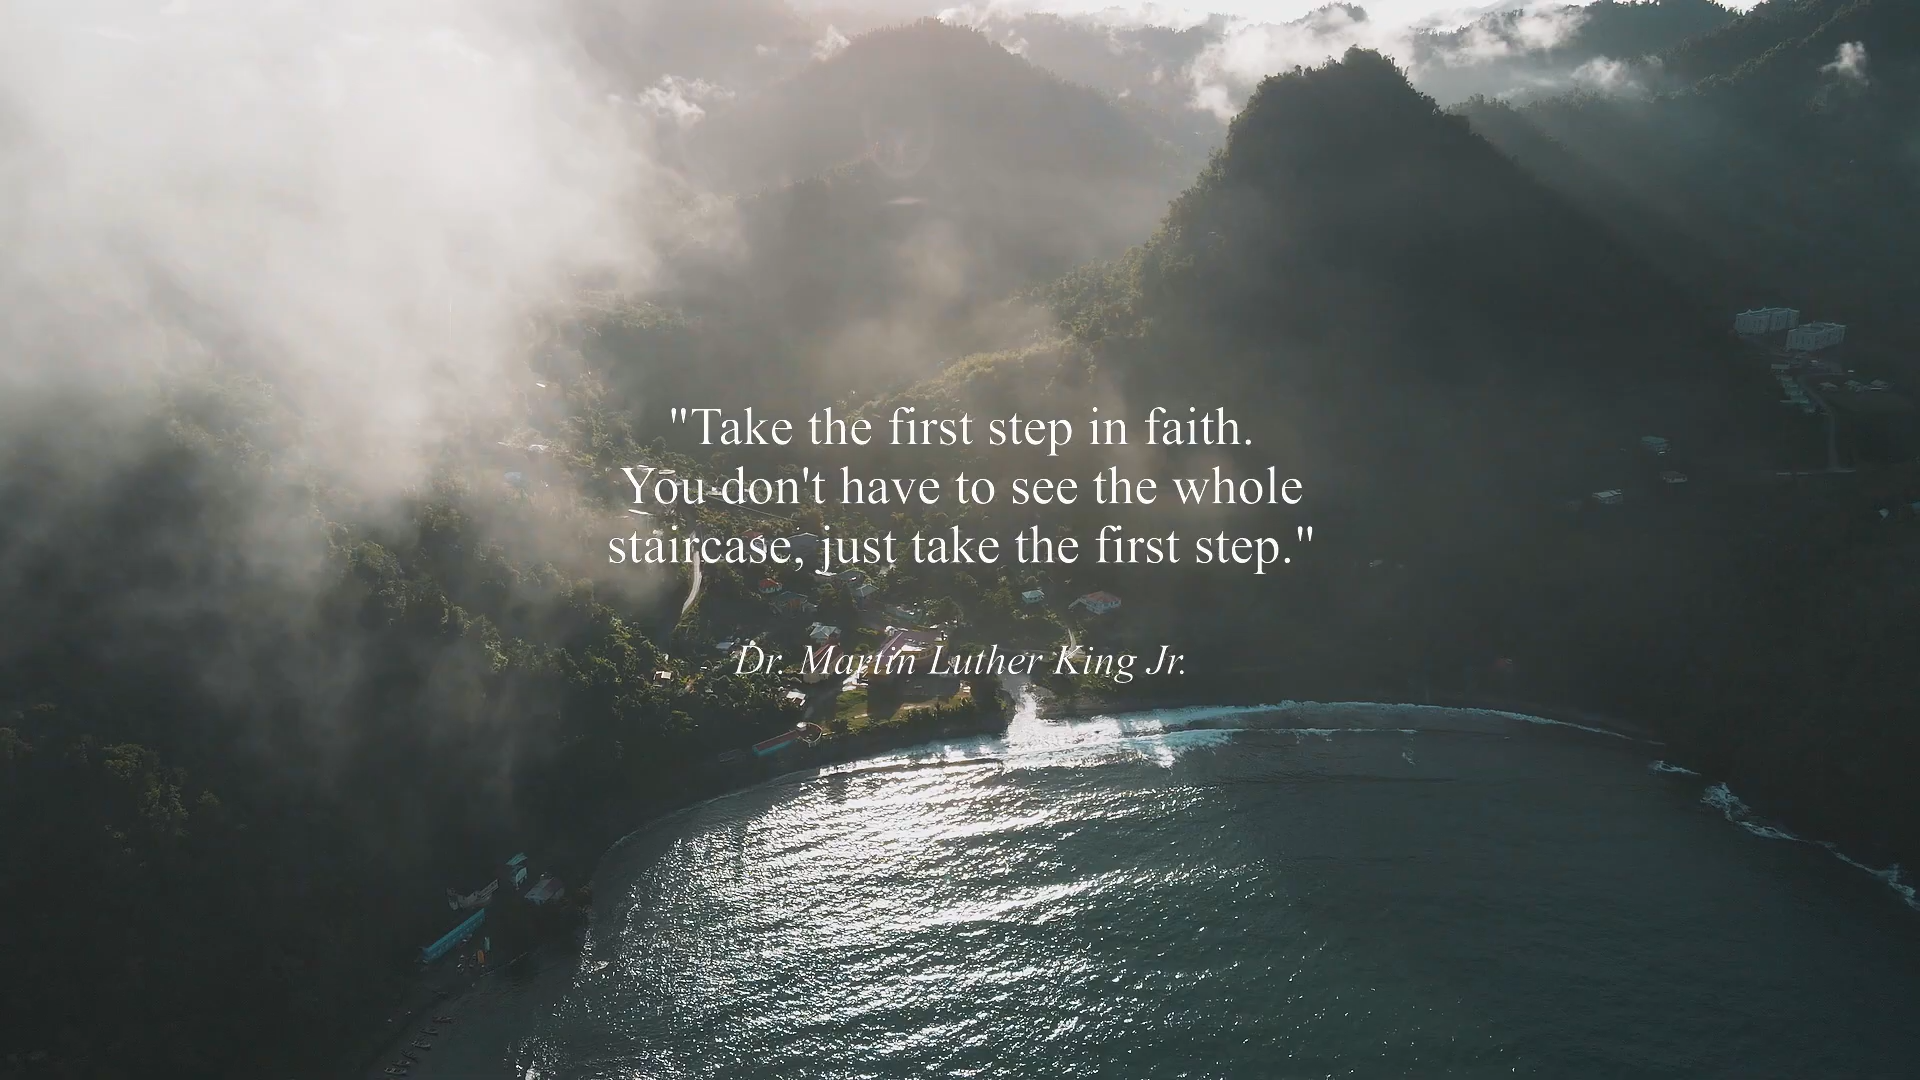 "Take the first step in faith.
You don't have to see the whole
staircase, just take the first step."
Dr. Martin Luther King Jr.